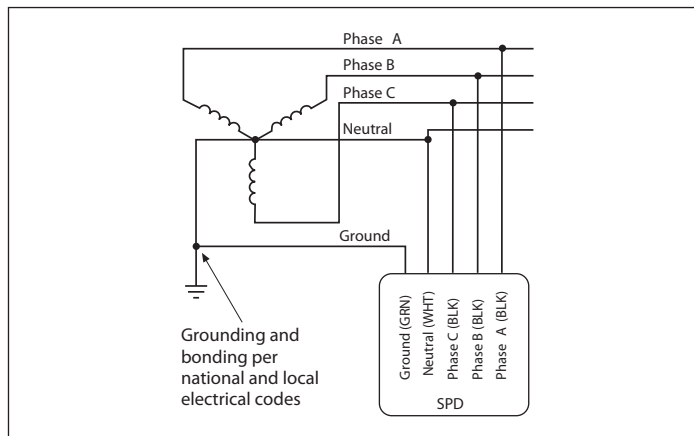 Phase A
Phase B
Phase C
Neutral
Ground
Grounding and
bonding per
national and local
electrical codes
Ground (GRN)
Neutral (WHT)
Phase C (BLK)
Phase B (BLK)
Phase A (BLK)
SPD